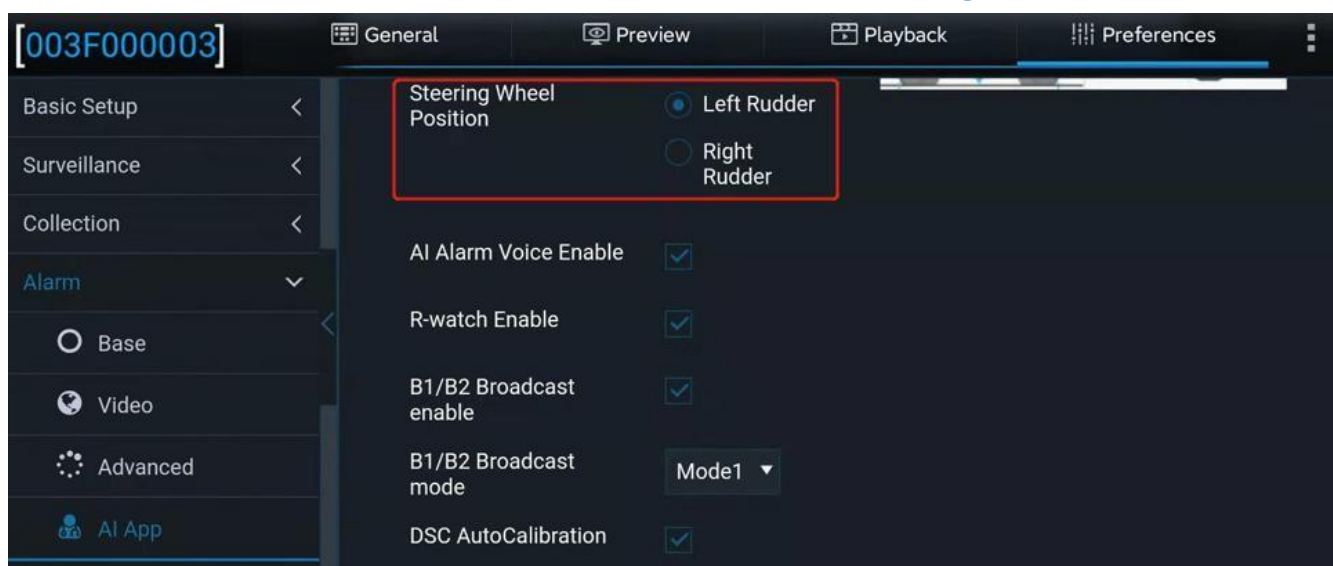 [003F000003]
General
Preview
Playback
Preferences
Basic Setup
Surveillance
Collection
Alarm
Base
Video
Advanced
AI App
Steering Wheel
Position
Left Rudder
Right
Rudder
AI Alarm Voice Enable
R-watch Enable
B1/B2 Broadcast
enable
B1/B2 Broadcast
mode
Mode1
DSC AutoCalibration